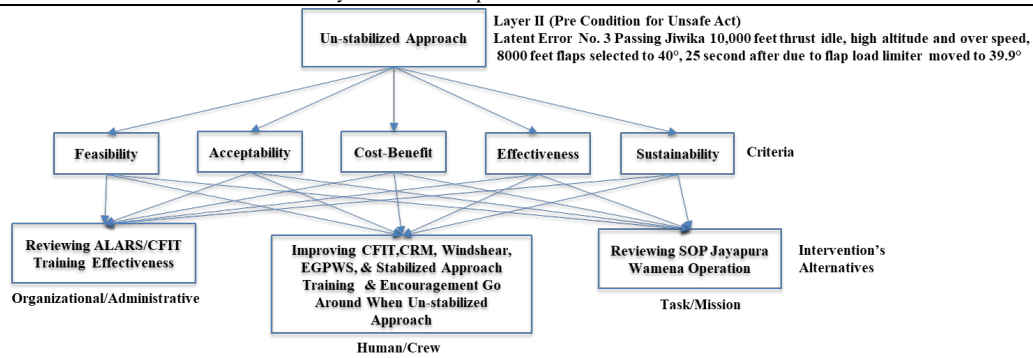 Un-stabilized Approach
Layer II (Pre Condition for Unsafe Act)
Latent Error No. 3 Passing Jiwika 10,000 feet thrust idle, high altitude and over speed,
8000 feet flaps selected to 40°, 25 second after due to flap load limiter moved to 39.9°
Feasibility
Acceptability
Cost-Benefit
Effectiveness
Sustainability
Criteria
Reviewing ALARS/CFIT
Training Effectiveness
Organizational/Administrative
Improving CFIT,CRM, Windshear,
EGPWS, & Stabilized Approach
Training & Encouragement Go
Around When Un-stabilized
Approach
Human/Crew
Reviewing SOP Jayapura
Wamena Operation
Task/Mission
Intervention's
Alternatives